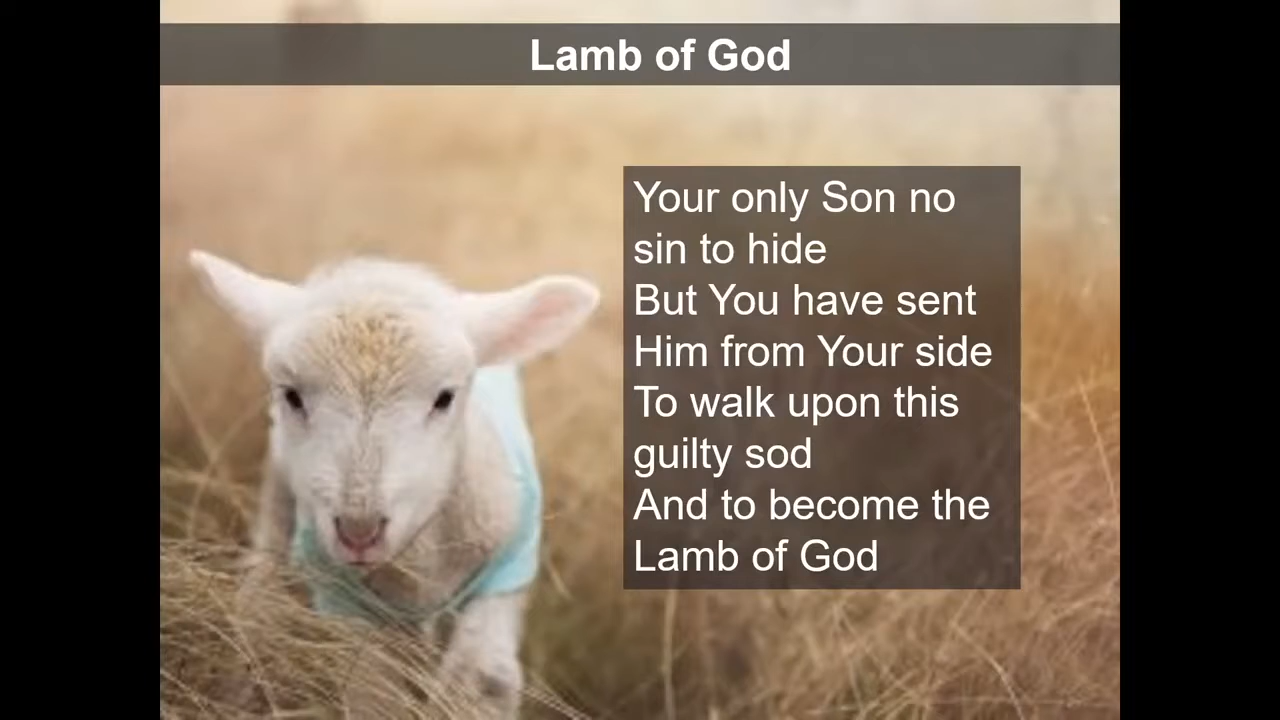 Lamb of God
Your only Son no
sin to hide
But You have sent
Him from Your side
To walk upon this
guilty sod
And to become the
Lamb of God